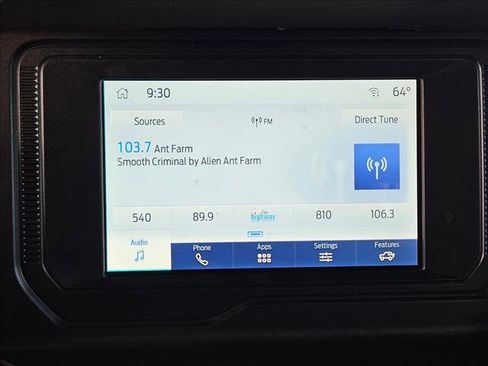 9:30
64°
Sources
FM
Direct Tune
103.7 Ant Farm
Smooth Criminal by Alien Ant Farm
540
89.9
the highway
810
106.3
Audio
Phone
Apps
Settings
Features